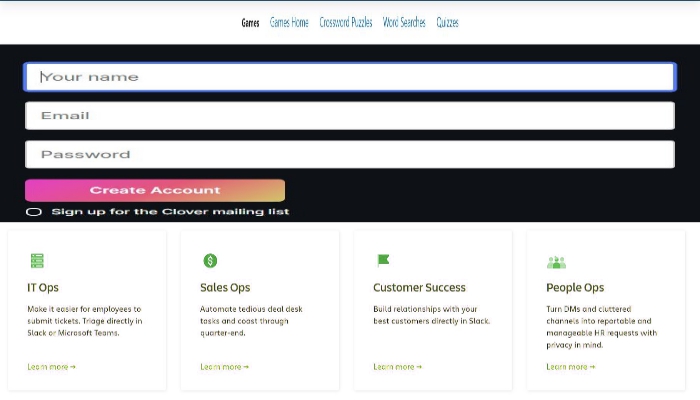 Games Games Home Crossword Puzzles Word Searches Quizzes
Your name
Email
Password
Create Account
Sign up for the Clover mailing list
IT Ops
Make it easier for employees to
submit tickets. Triage directly in
Slack or Microsoft Teams.
Learn more →
Sales Ops
Automate tedious deal desk
tasks and coast through
quarter-end.
Learn more →
Customer Success
Build relationships with your
best customers directly in Slack.
Learn more →
People Ops
Turn DMs and cluttered
channels into reportable and
manageable HR requests with
privacy in mind.
Learn more →